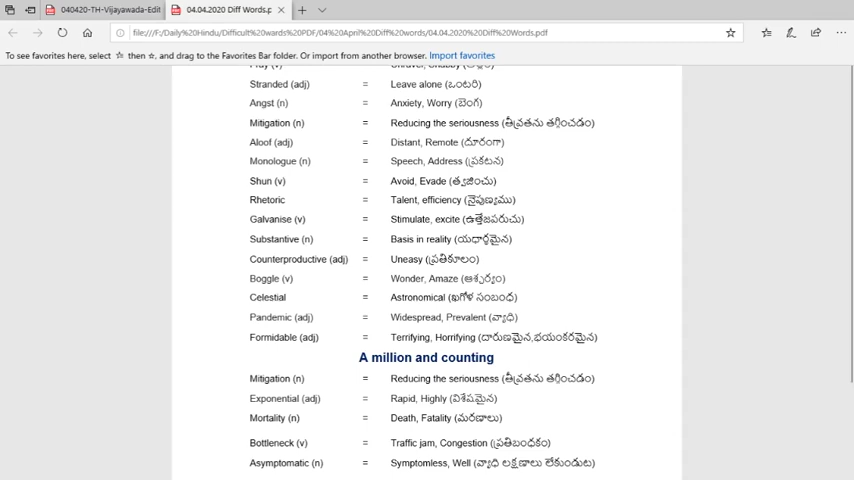 040420-TH-Vijayawada-Edit
04.04.2020 Diff Words.p
file:///F:/Daily%20Hindu/Difficult%20wards%20PDF/04%20April%20Diff%20words/04.04.2020%20Diff%20Words.pdf
To see favorites here, select ☆ then ☆, and drag to the Favorites Bar folder. Or import from another browser. Import favorites
Stranded (adj) = Leave alone (ఒంటరి)
Angst (n) = Anxiety, Worry (బెంగ)
Mitigation (n) = Reducing the seriousness (తీవ్రతను తగ్గించడం)
Aloof (adj) = Distant, Remote (దూరంగా)
Monologue (n) = Speech, Address (ప్రకటన)
Shun (v) = Avoid, Evade (త్యజించు)
Rhetoric = Talent, efficiency (నైపుణ్యము)
Galvanise (v) = Stimulate, excite (ఉత్తేజపరుచు)
Substantive (n) = Basis in reality (యధార్థమైన)
Counterproductive (adj) = Uneasy (ప్రతికూలం)
Boggle (v) = Wonder, Amaze (ఆశ్చర్యం)
Celestial = Astronomical (ఖగోళ సంబంధ)
Pandemic (adj) = Widespread, Prevalent (వ్యాధి)
Formidable (adj) = Terrifying, Horrifying (దారుణమైన,భయంకరమైన)
A million and counting
Mitigation (n) = Reducing the seriousness (తీవ్రతను తగ్గించడం)
Exponential (adj) = Rapid, Highly (విశేషమైన)
Mortality (n) = Death, Fatality (మరణాలు)
Bottleneck (v) = Traffic jam, Congestion (ప్రతిబంధకం)
Asymptomatic (n) = Symptomless, Well (వ్యాధి లక్షణాలు లేకుండుట)